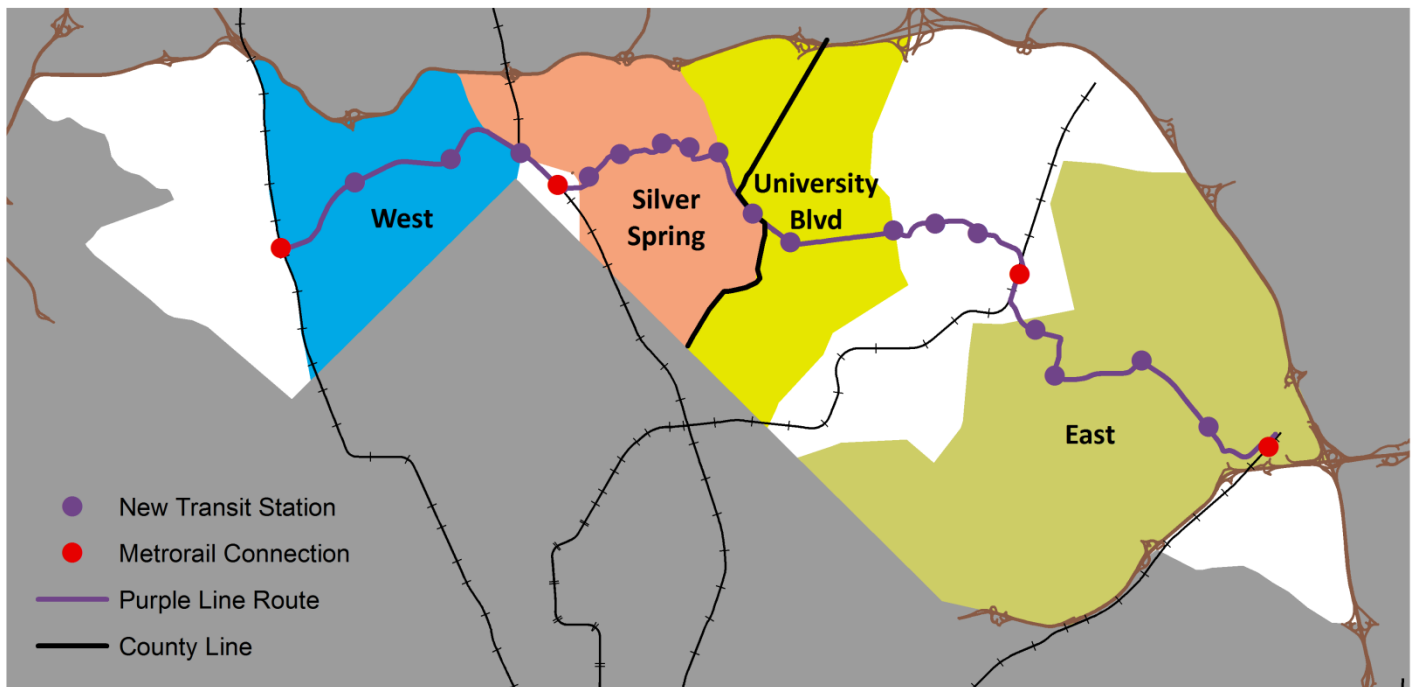 West
Silver
Spring
University
Blvd
East
New Transit Station
Metrorail Connection
Purple Line Route
County Line